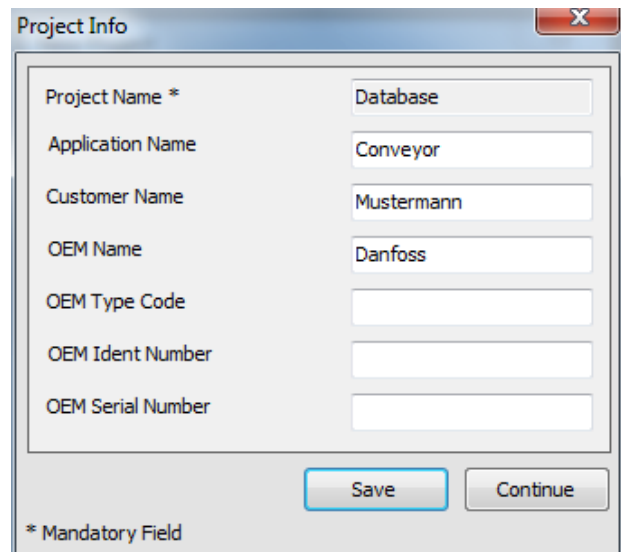 Project Info
Project Name * Database
Application Name Conveyor
Customer Name Mustermann
OEM Name Danfoss
OEM Type Code
OEM Ident Number
OEM Serial Number
Save Continue
* Mandatory Field